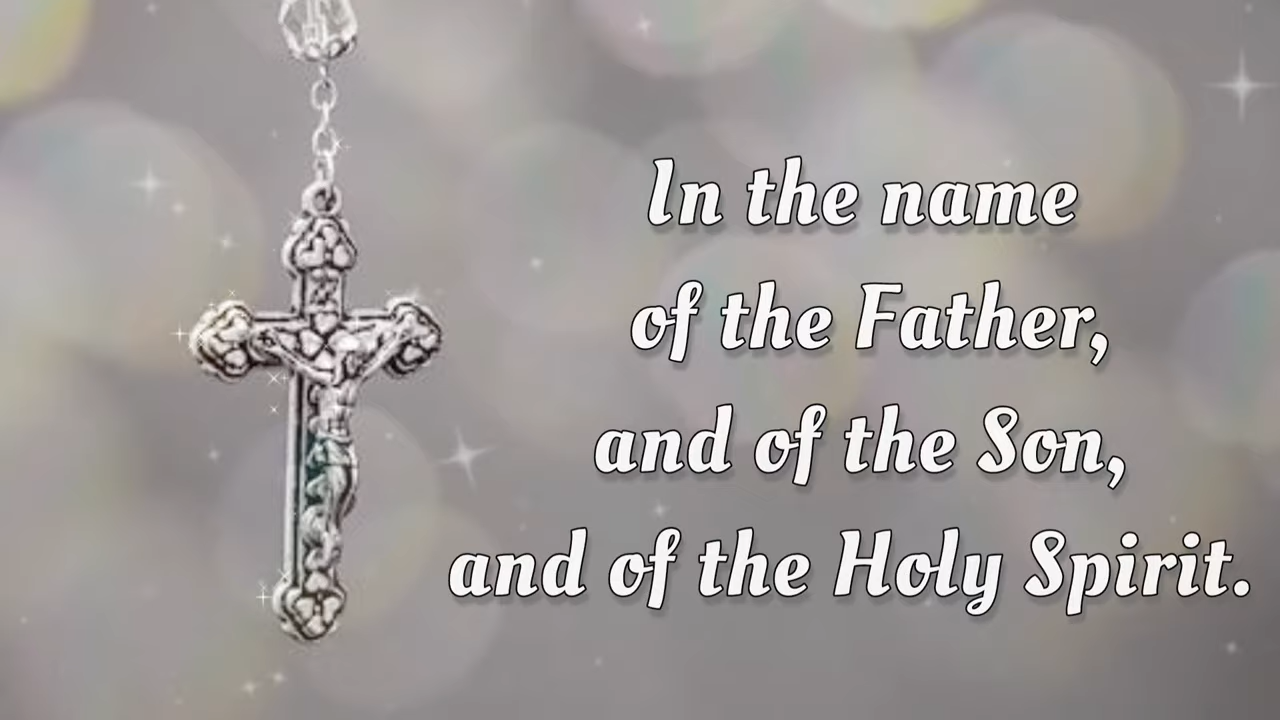 In the name
of the Father,
and of the Son,
and of the Holy Spirit.